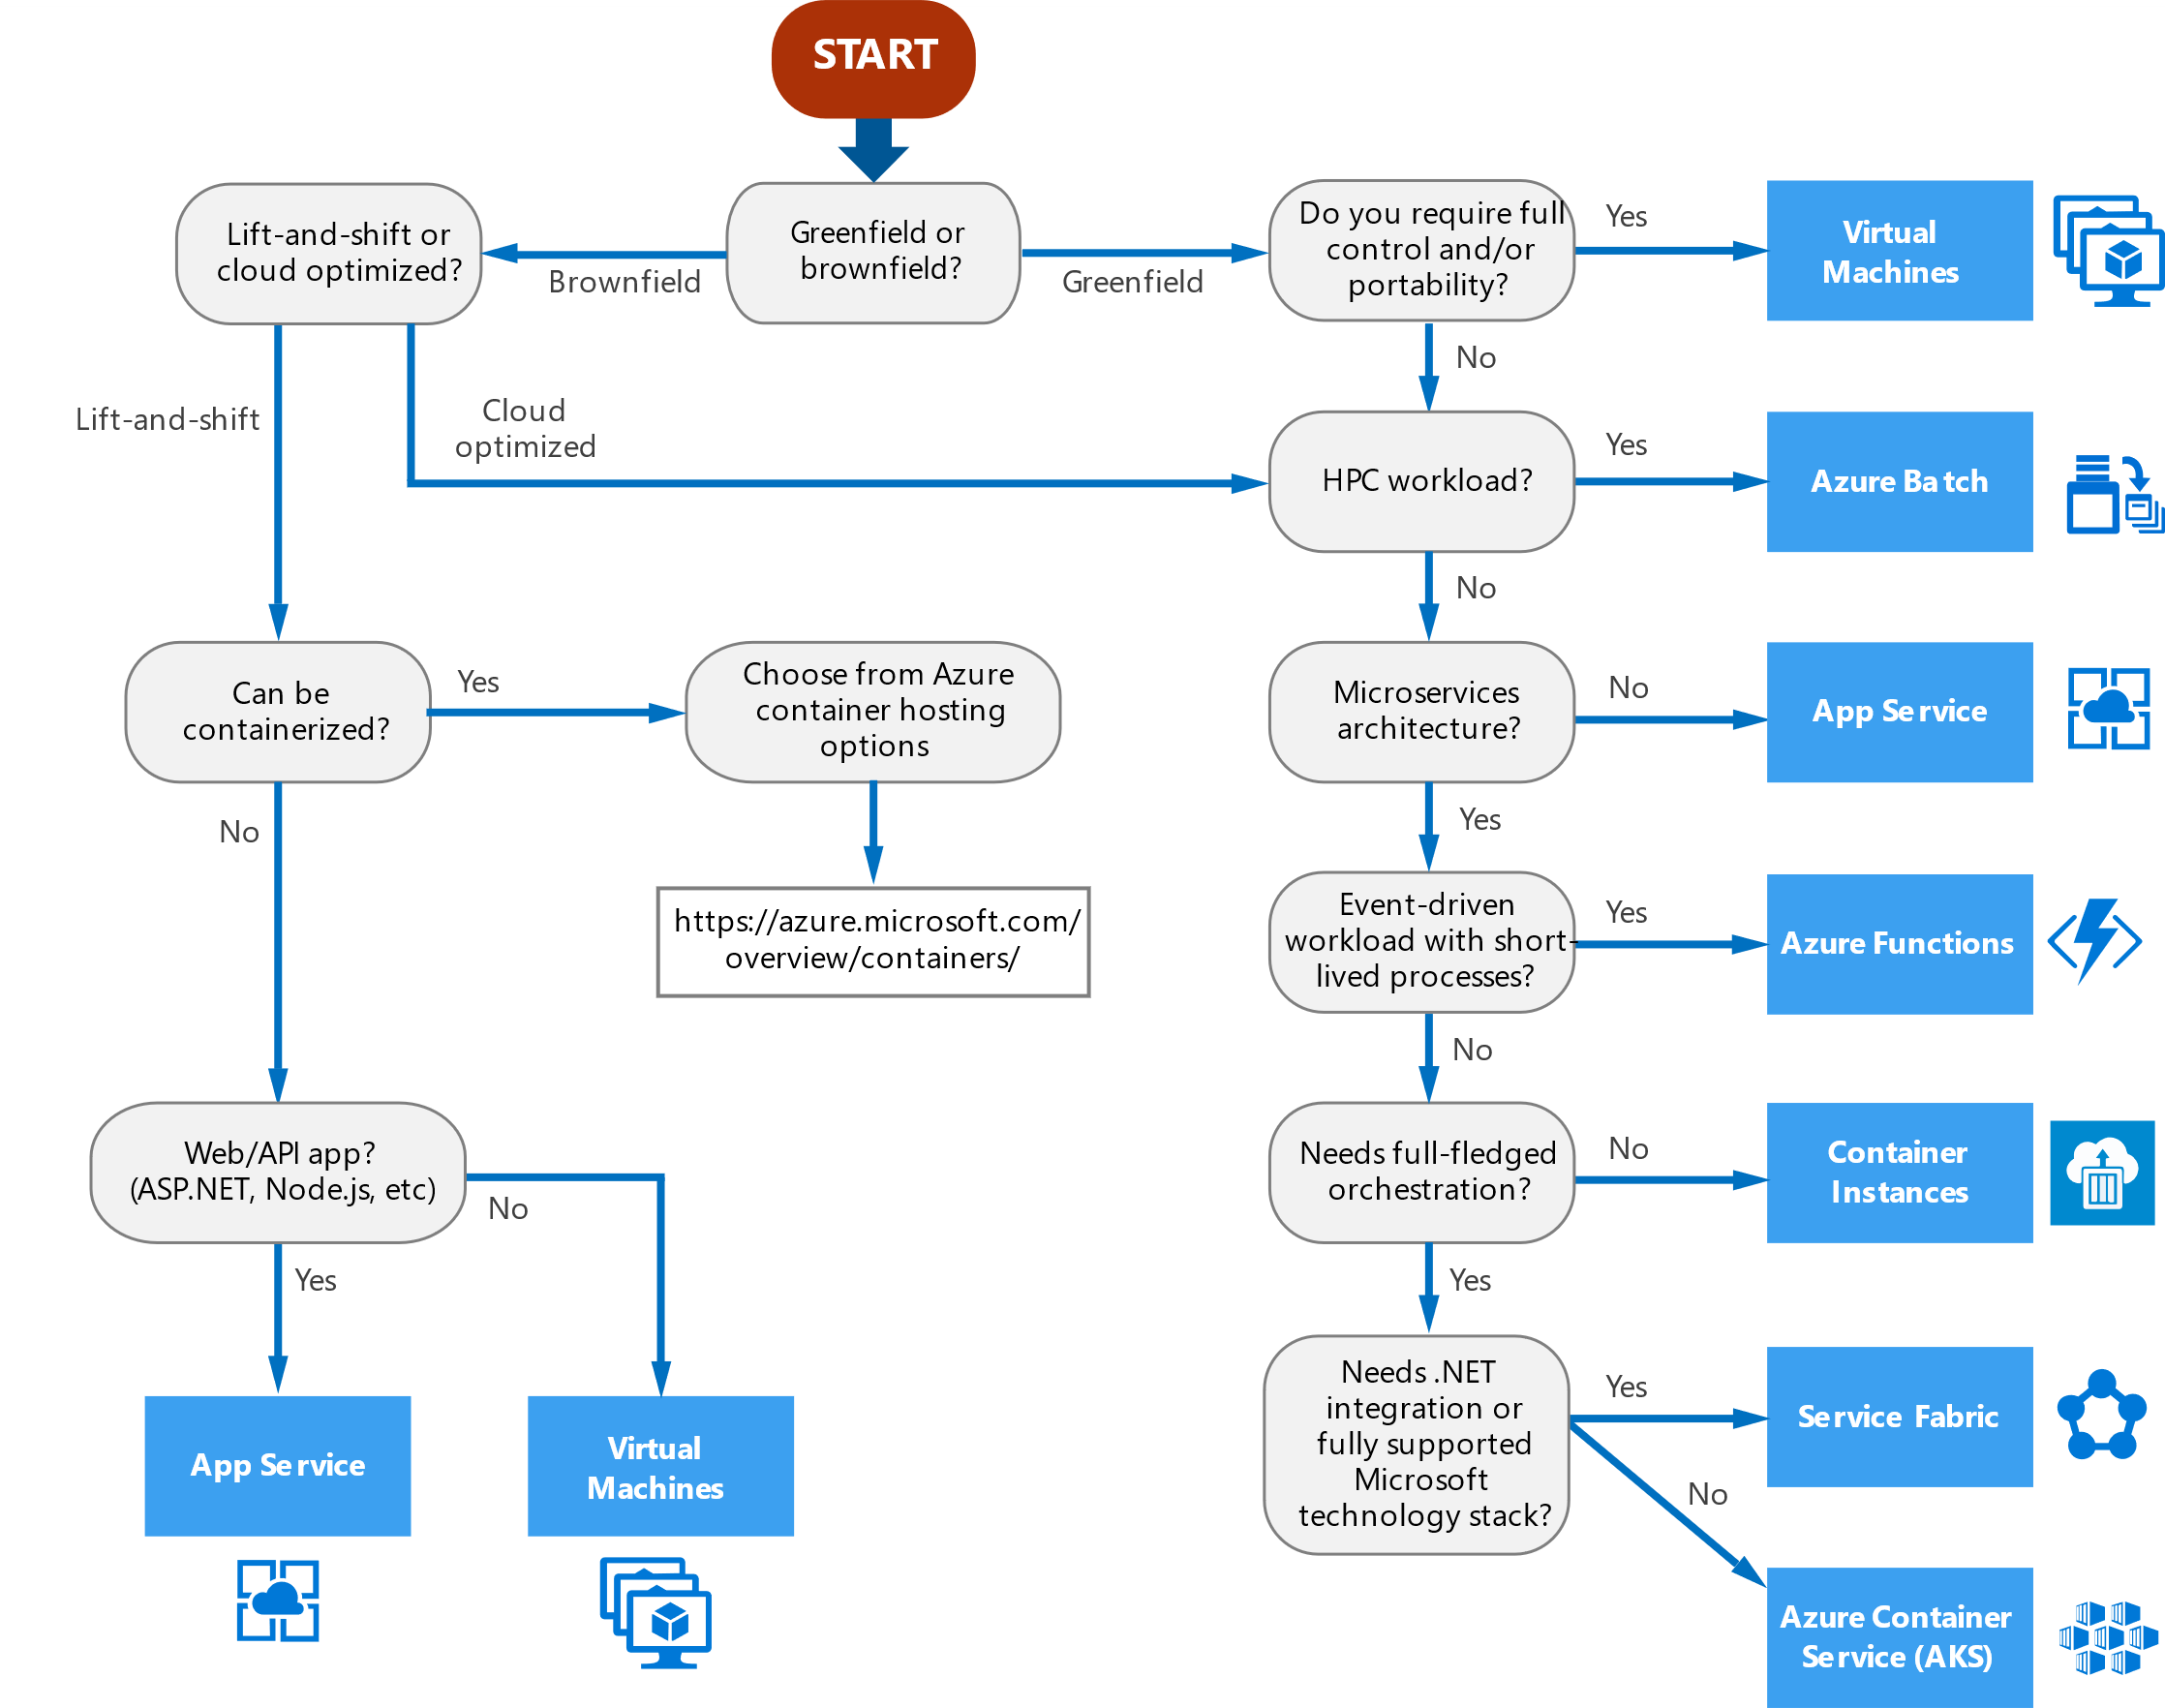 START
Lift-and-shift or
cloud optimized?
Brownfield
Greenfield or
brownfield?
Greenfield
Do you require full
control and/or
portability?
Yes
Virtual
Machines
No
Lift-and-shift
Cloud
optimized
HPC workload?
Yes
Azure Batch
No
Can be
containerized?
Yes
Choose from Azure
container hosting
options
Microservices
architecture?
No
App Service
No
Yes
https://azure.microsoft.com/
overview/containers/
Event-driven
workload with short-
lived processes?
Yes
Azure Functions
No
Web/API app?
(ASP.NET, Node.js, etc)
No
Needs full-fledged
orchestration?
No
Container
Instances
Yes
Yes
App Service
Virtual
Machines
Needs .NET
integration or
fully supported
Microsoft
technology stack?
Yes
Service Fabric
No
Azure Container
Service (AKS)